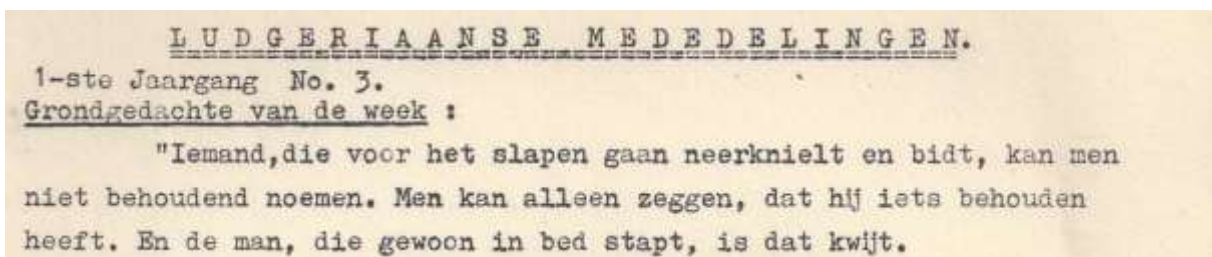 LUDGERIAANSE MEDEDELINGEN.
1-ste Jaargang No. 3.
Grondgedachte van de week :
"Iemand,die voor het slapen gaan neerknielt en bidt, kan men
niet behoudend noemen. Men kan alleen zeggen, dat hij iets behouden
heeft. En de man, die gewoon in bed stapt, is dat kwijt.